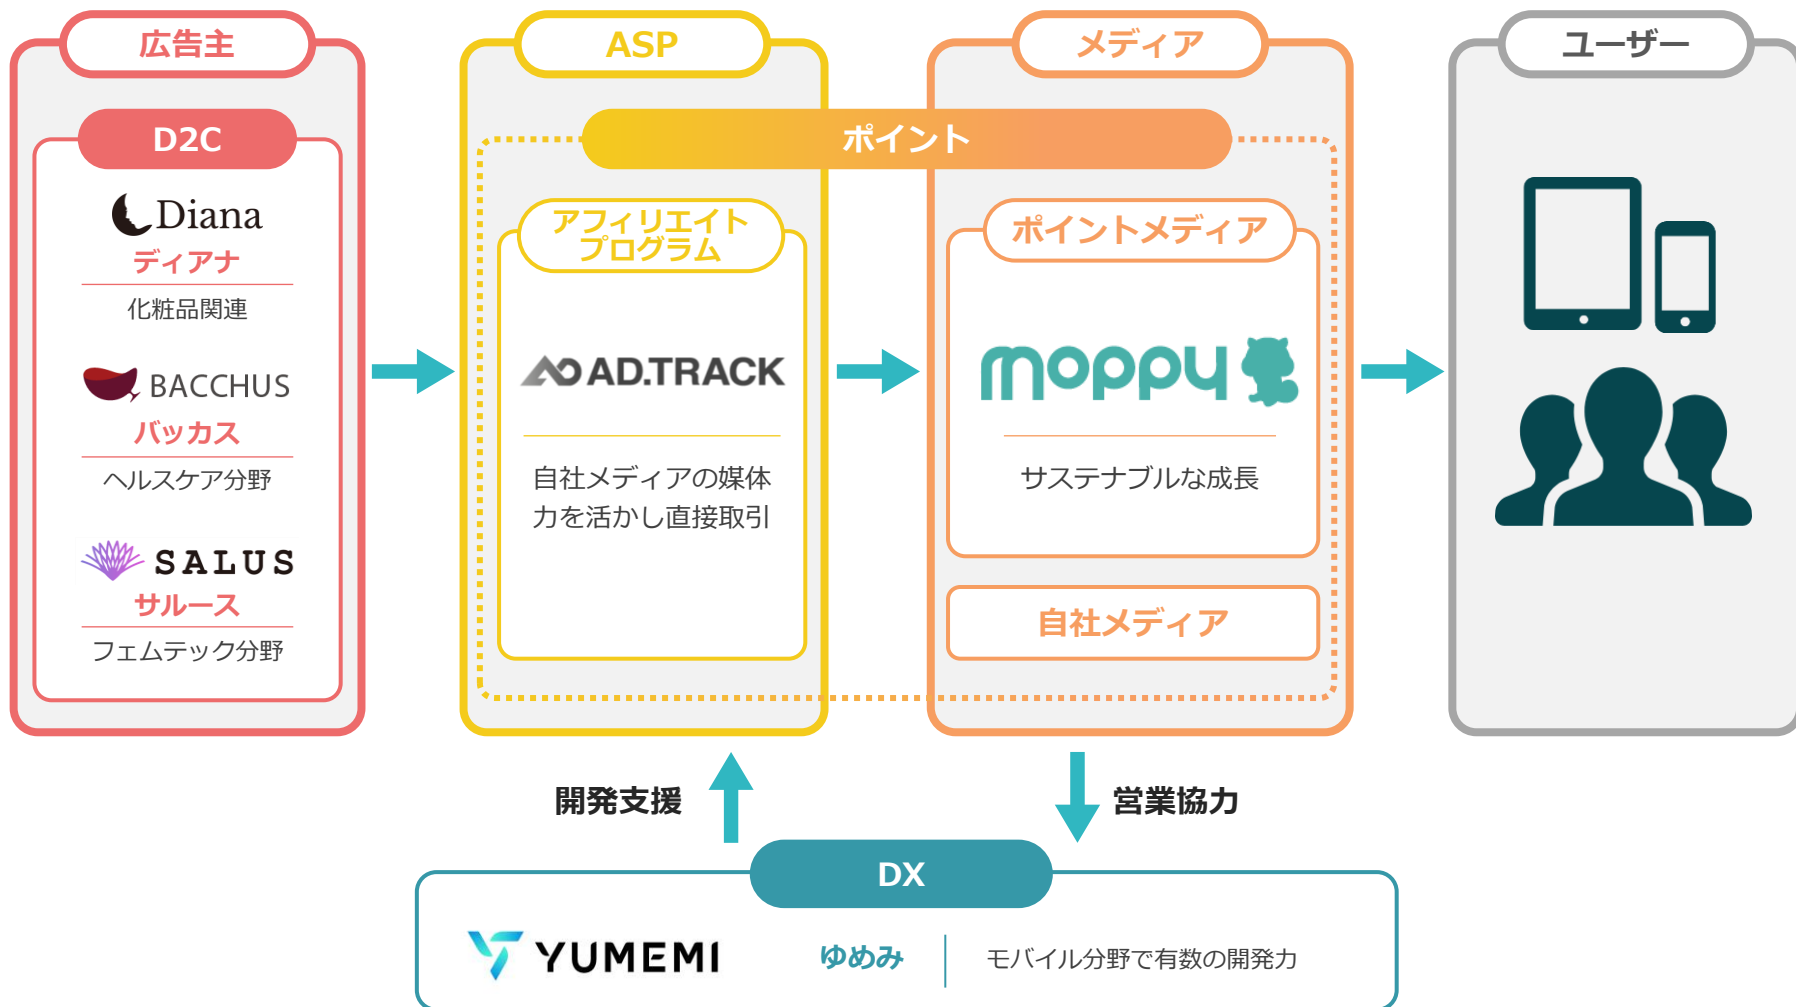 広告主
D2C
Diana
ディアナ
化粧品関連
BACCHUS
バッカス
ヘルスケア分野
SALUS
サルース
フェムテック分野
ASP
メディア
ポイント
アフィリエイト
プログラム
AD.TRACK
自社メディアの媒体
力を活かし直接取引
ポイントメディア
moppy
サステナブルな成長
自社メディア
ユーザー
開発支援
営業協力
DX
YUMEMI
ゆめみ
モバイル分野で有数の開発力